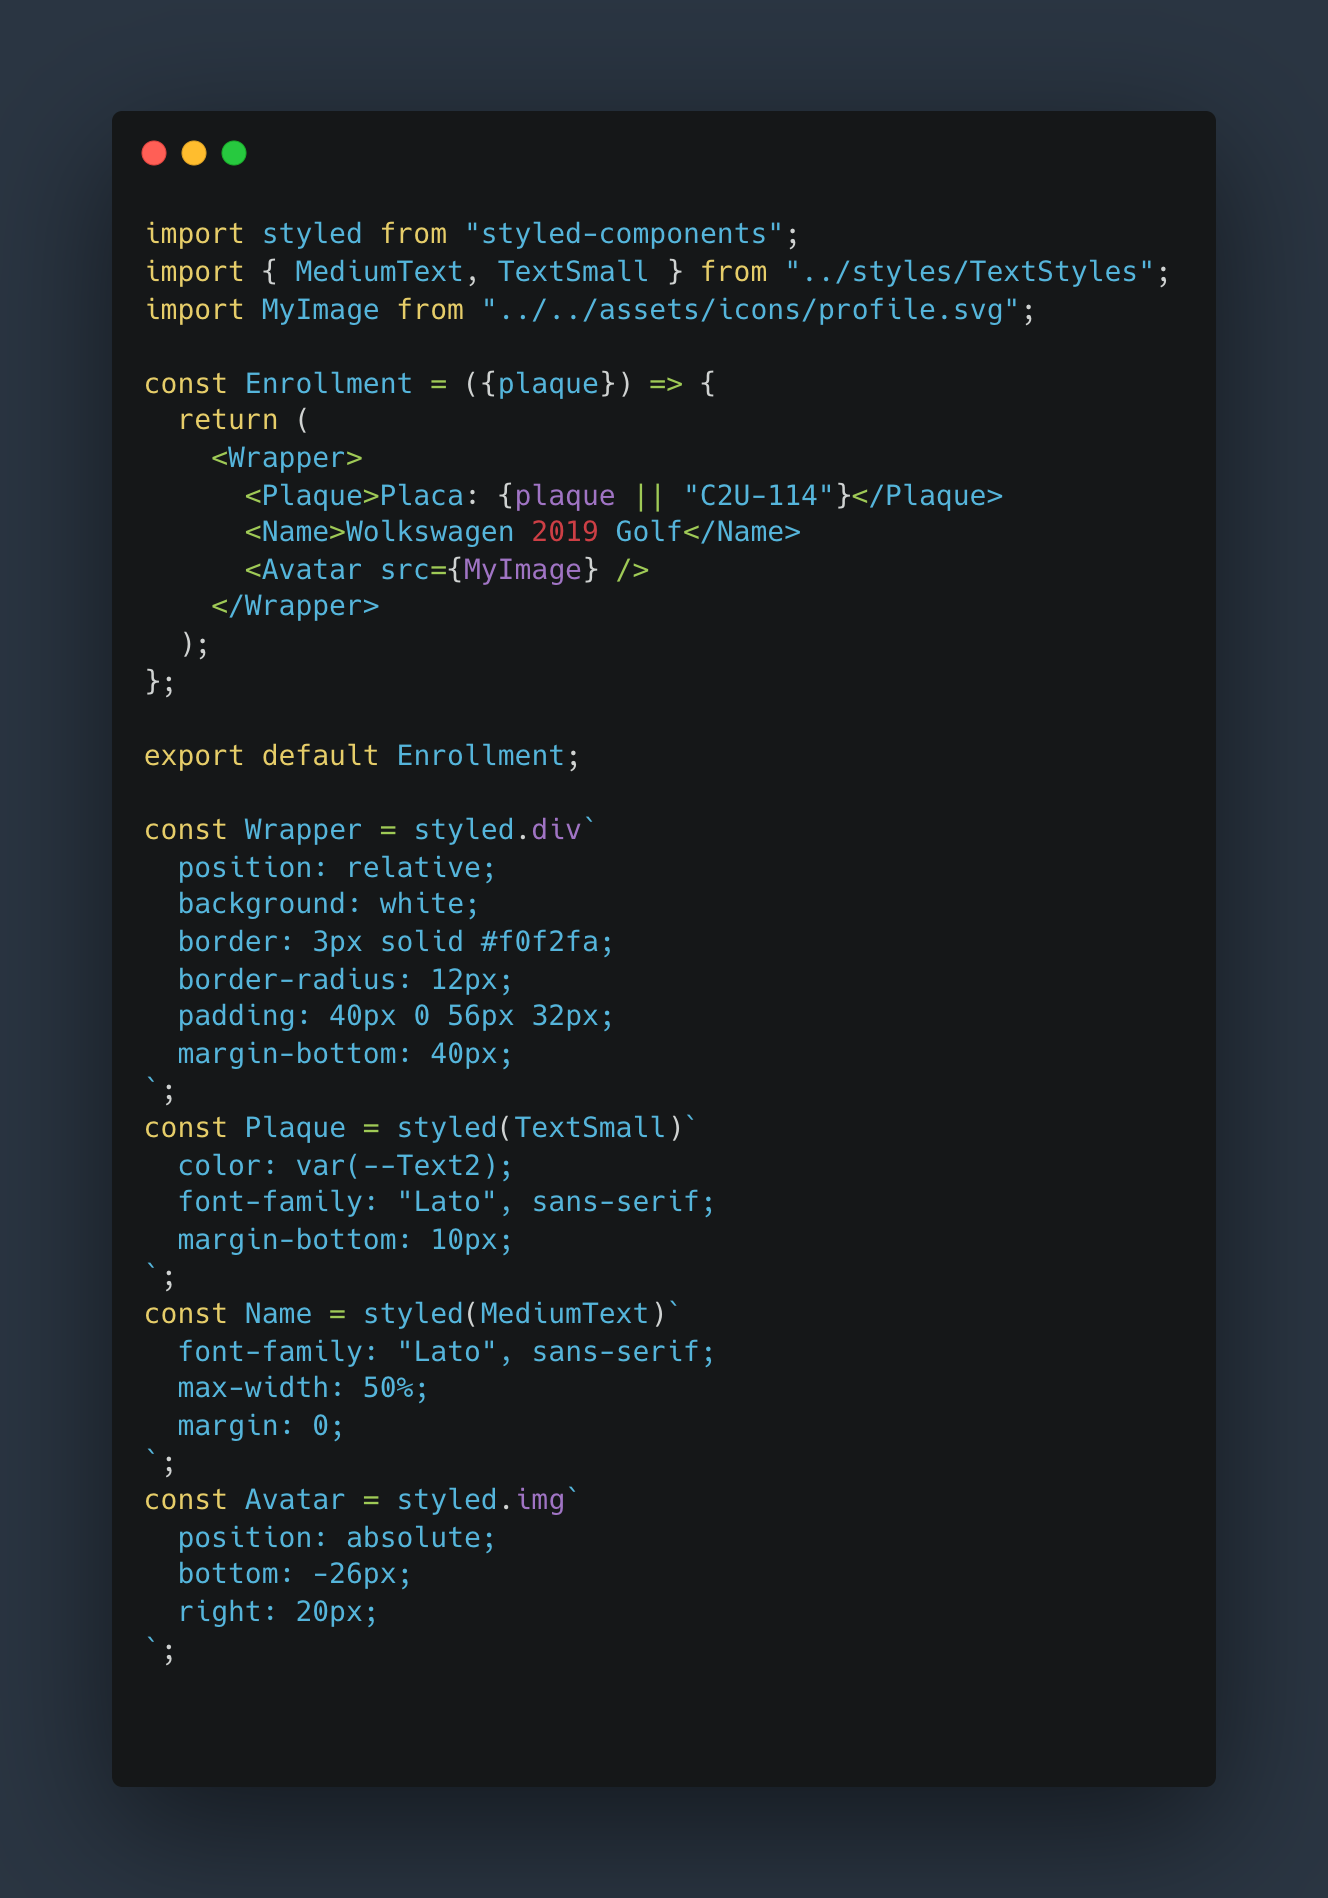 import styled from "styled-components";
import { MediumText, TextSmall } from "../styles/TextStyles";
import MyImage from "../../assets/icons/profile.svg";

const Enrollment = ({plaque}) => {
  return (
    <Wrapper>
      <Plaque>Placa: {plaque || "C2U-114"}</Plaque>
      <Name>Wolkswagen 2019 Golf</Name>
      <Avatar src={MyImage} />
    </Wrapper>
  );
};

export default Enrollment;

const Wrapper = styled.div`
  position: relative;
  background: white;
  border: 3px solid #f0f2fa;
  border-radius: 12px;
  padding: 40px 0 56px 32px;
  margin-bottom: 40px;
`;
const Plaque = styled(TextSmall)`
  color: var(--Text2);
  font-family: "Lato", sans-serif;
  margin-bottom: 10px;
`;
const Name = styled(MediumText)`
  font-family: "Lato", sans-serif;
  max-width: 50%;
  margin: 0;
`;
const Avatar = styled.img`
  position: absolute;
  bottom: -26px;
  right: 20px;
`;